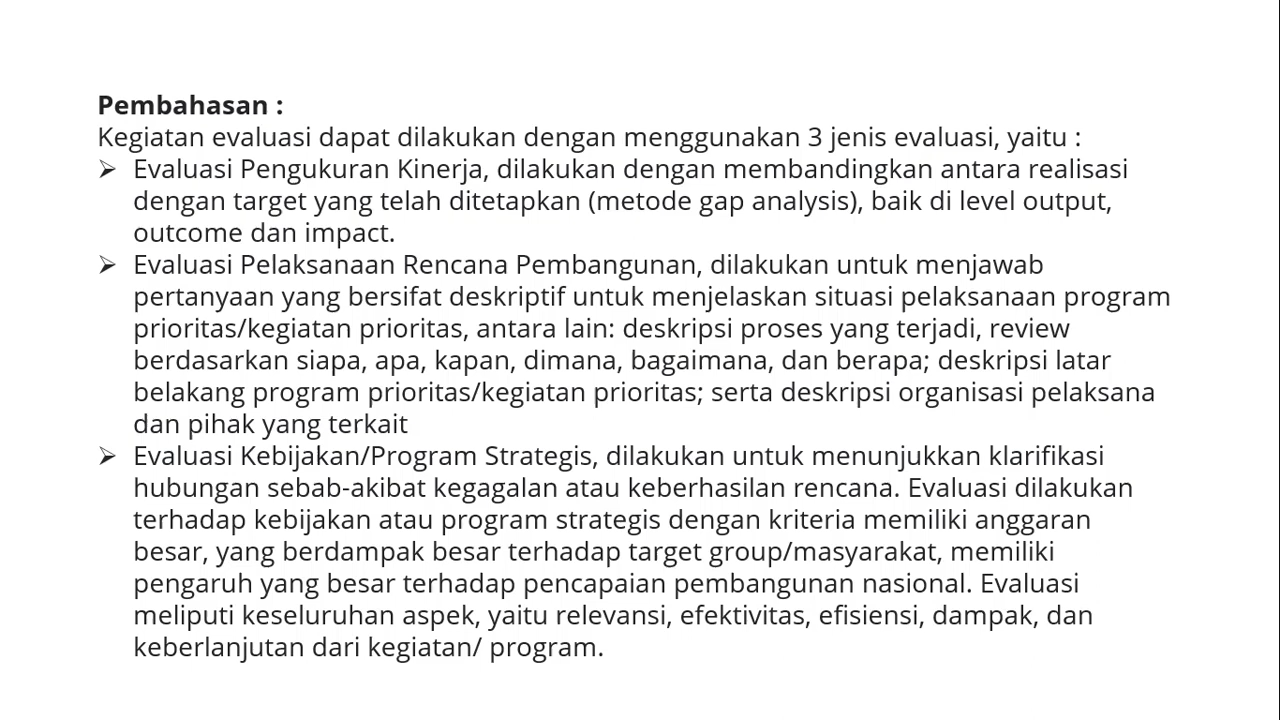 Pembahasan :
Kegiatan evaluasi dapat dilakukan dengan menggunakan 3 jenis evaluasi, yaitu :
➢ Evaluasi Pengukuran Kinerja, dilakukan dengan membandingkan antara realisasi
dengan target yang telah ditetapkan (metode gap analysis), baik di level output,
outcome dan impact.
➢ Evaluasi Pelaksanaan Rencana Pembangunan, dilakukan untuk menjawab
pertanyaan yang bersifat deskriptif untuk menjelaskan situasi pelaksanaan program
prioritas/kegiatan prioritas, antara lain: deskripsi proses yang terjadi, review
berdasarkan siapa, apa, kapan, dimana, bagaimana, dan berapa; deskripsi latar
belakang program prioritas/kegiatan prioritas; serta deskripsi organisasi pelaksana
dan pihak yang terkait
➢ Evaluasi Kebijakan/Program Strategis, dilakukan untuk menunjukkan klarifikasi
hubungan sebab-akibat kegagalan atau keberhasilan rencana. Evaluasi dilakukan
terhadap kebijakan atau program strategis dengan kriteria memiliki anggaran
besar, yang berdampak besar terhadap target group/masyarakat, memiliki
pengaruh yang besar terhadap pencapaian pembangunan nasional. Evaluasi
meliputi keseluruhan aspek, yaitu relevansi, efektivitas, efisiensi, dampak, dan
keberlanjutan dari kegiatan/ program.